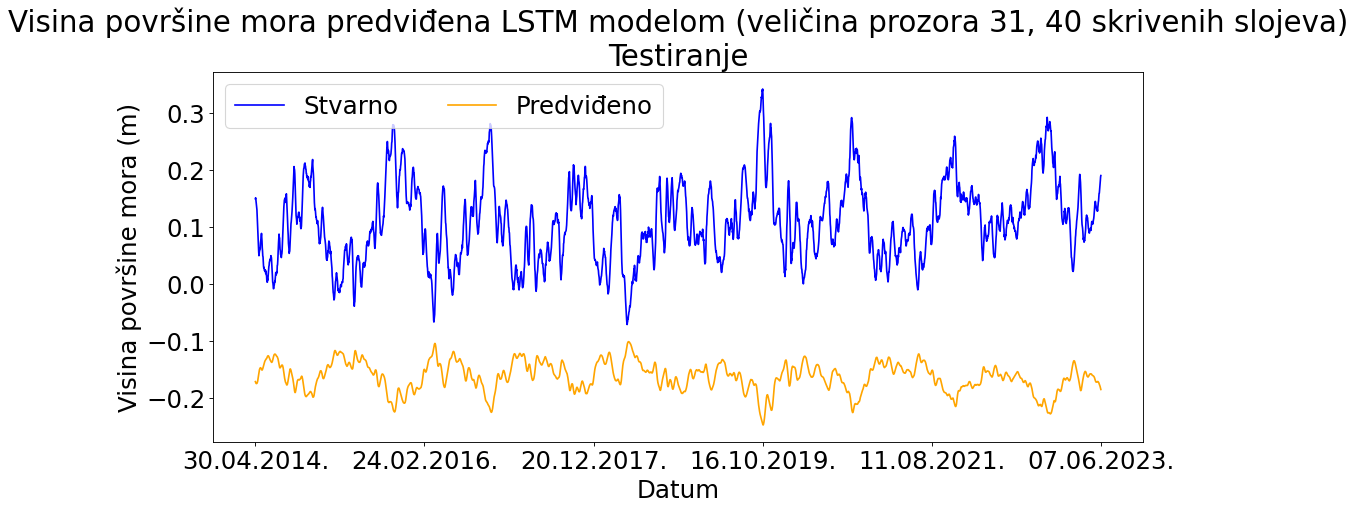 Visina površine mora predviđena LSTM modelom (veličina prozora 31, 40 skrivenih slojeva)
Testiranje
Stvarno Predviđeno
Visina površine mora (m)
0.3
0.2
0.1
0.0
−0.1
−0.2
30.04.2014. 24.02.2016. 20.12.2017. 16.10.2019. 11.08.2021. 07.06.2023.
Datum